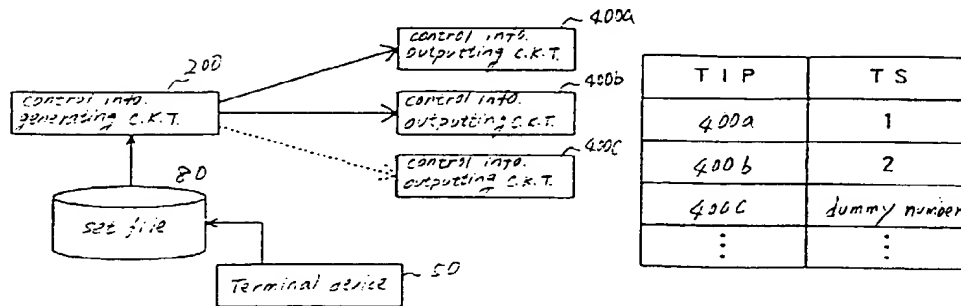 400a
control info.
outputting C.K.T.
200
control info.
generating C.K.T.
400b
control info.
outputting C.K.T.
400c
control info.
outputting C.K.T.
80
set file
Terminal device
50
TIP TS
400a 1
400b 2
400C dummy number
⋮ ⋮